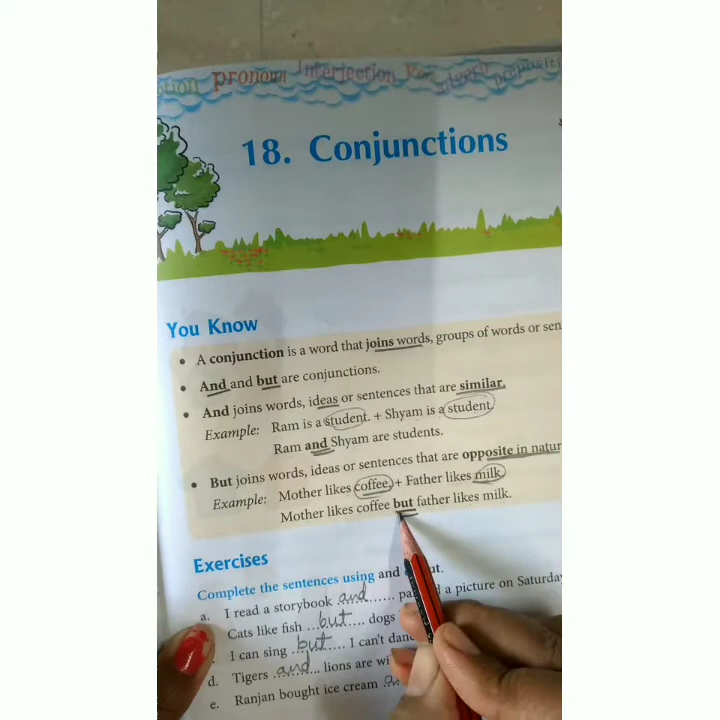 pronoun Interjection
18. Conjunctions
You Know
• A conjunction is a word that joins words, groups of words or sen
• And and but are conjunctions.
• And joins words, ideas or sentences that are similar.
Example: Ram is a student. + Shyam is a student.
Ram and Shyam are students.
• But joins words, ideas or sentences that are opposite in natur
Example: Mother likes coffee. + Father likes milk.
Mother likes coffee but father likes milk.
Exercises
Complete the sentences using and ut.
a. I read a storybook and pa d a picture on Saturday
Cats like fish but dogs
I can sing but I can't danc
d. Tigers and lions are wi
e. Ranjan bought ice cream a